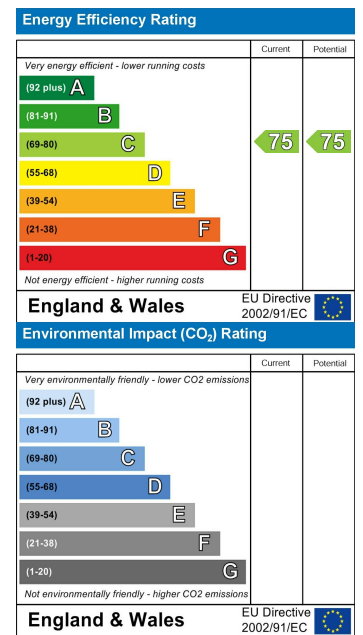 Energy Efficiency Rating
Current Potential
Very energy efficient - lower running costs
(92 plus) A
(81-91) B
(69-80) C 75 75
(55-68) D
(39-54) E
(21-38) F
(1-20) G
Not energy efficient - higher running costs
England & Wales EU Directive 2002/91/EC
Environmental Impact (CO₂) Rating
Current Potential
Very environmentally friendly - lower CO2 emissions
(92 plus) A
(81-91) B
(69-80) C
(55-68) D
(39-54) E
(21-38) F
(1-20) G
Not environmentally friendly - higher CO2 emissions
England & Wales EU Directive 2002/91/EC